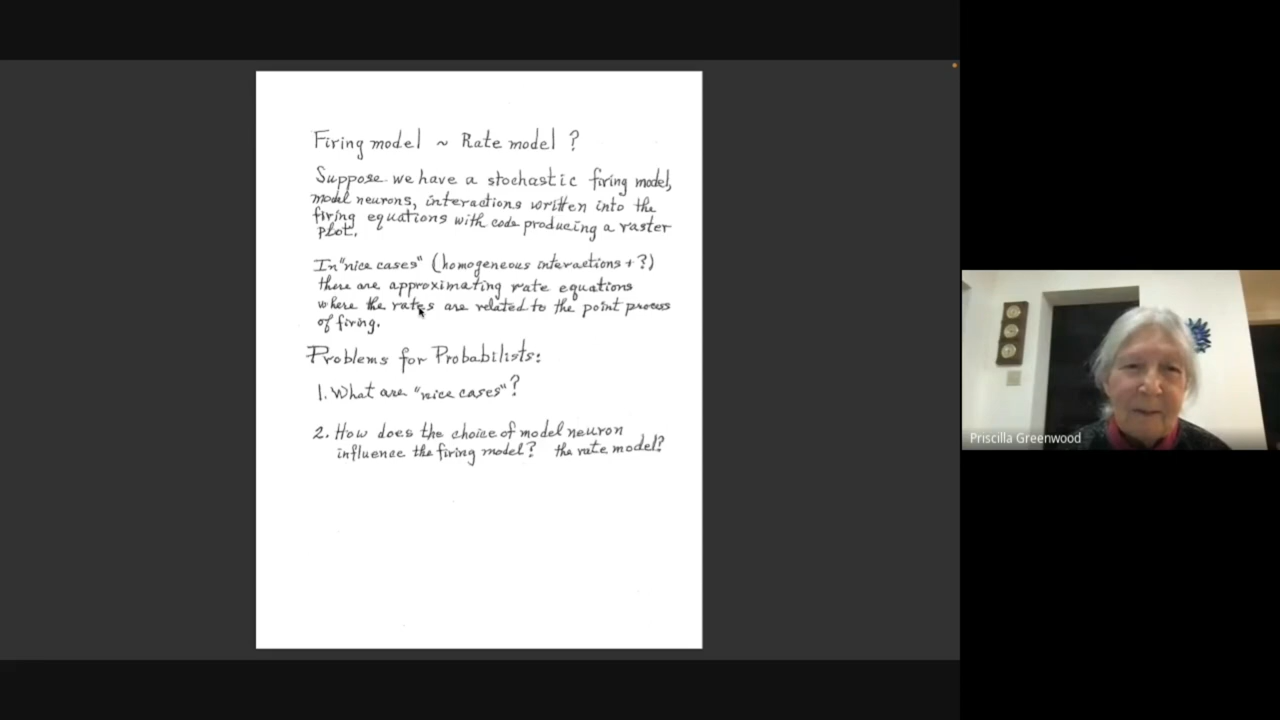 Firing model ~ Rate model ?
Suppose we have a stochastic firing model,
model neurons, interactions written into the
firing equations with code producing a raster
plot.
In "nice cases" (homogeneous interactions + ?)
there are approximating rate equations
where the rates are related to the point process
of firing.
Problems for Probabilists:
1. What are "nice cases"?
2. How does the choice of model neuron
influence the firing model? the rate model?
Priscilla Greenwood